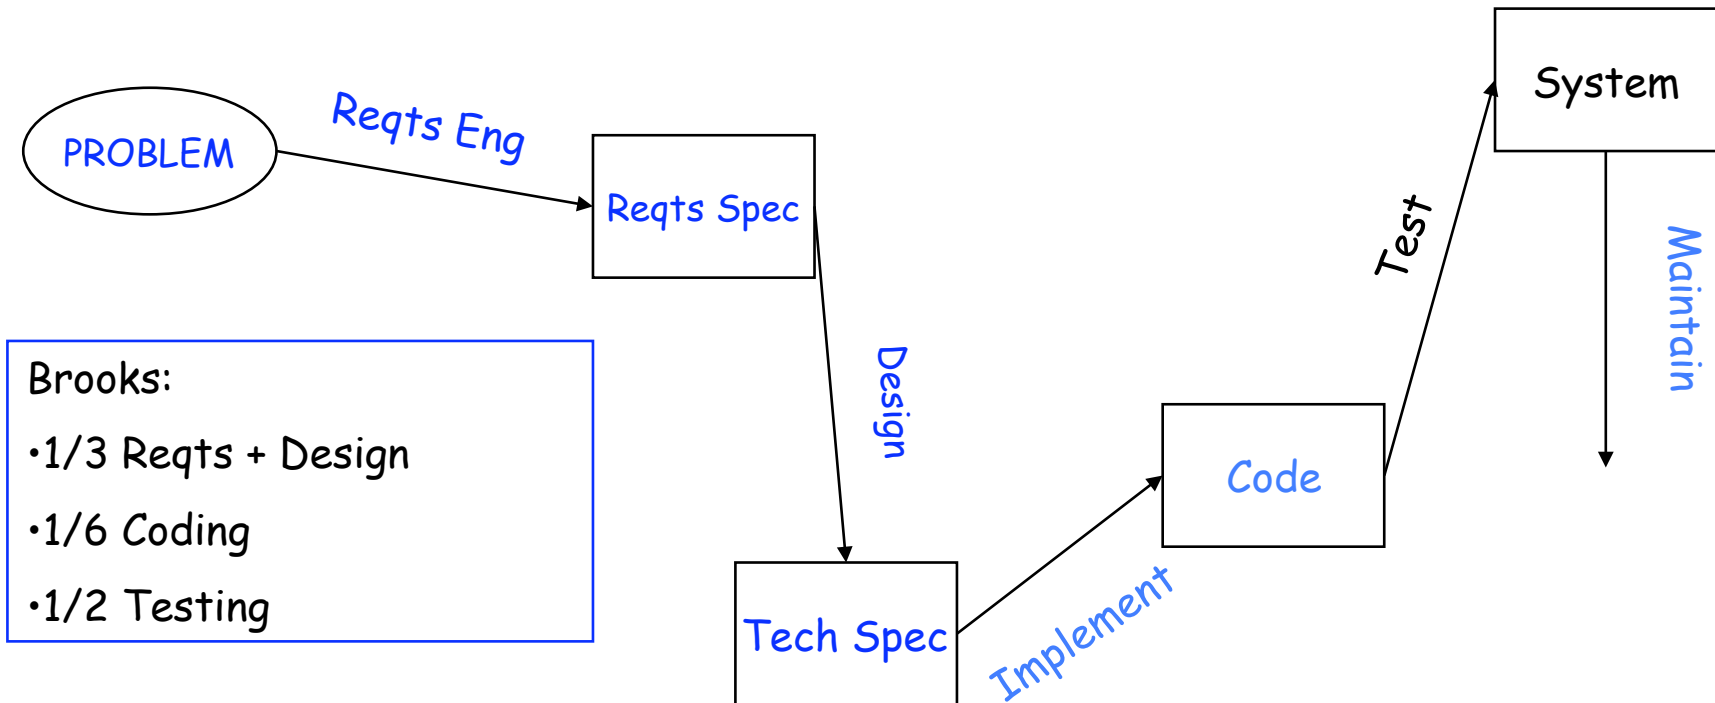 PROBLEM
Reqts Eng
Reqts Spec
Design
Tech Spec
Implement
Code
Test
System
Maintain
Brooks:
•1/3 Reqts + Design
•1/6 Coding
•1/2 Testing